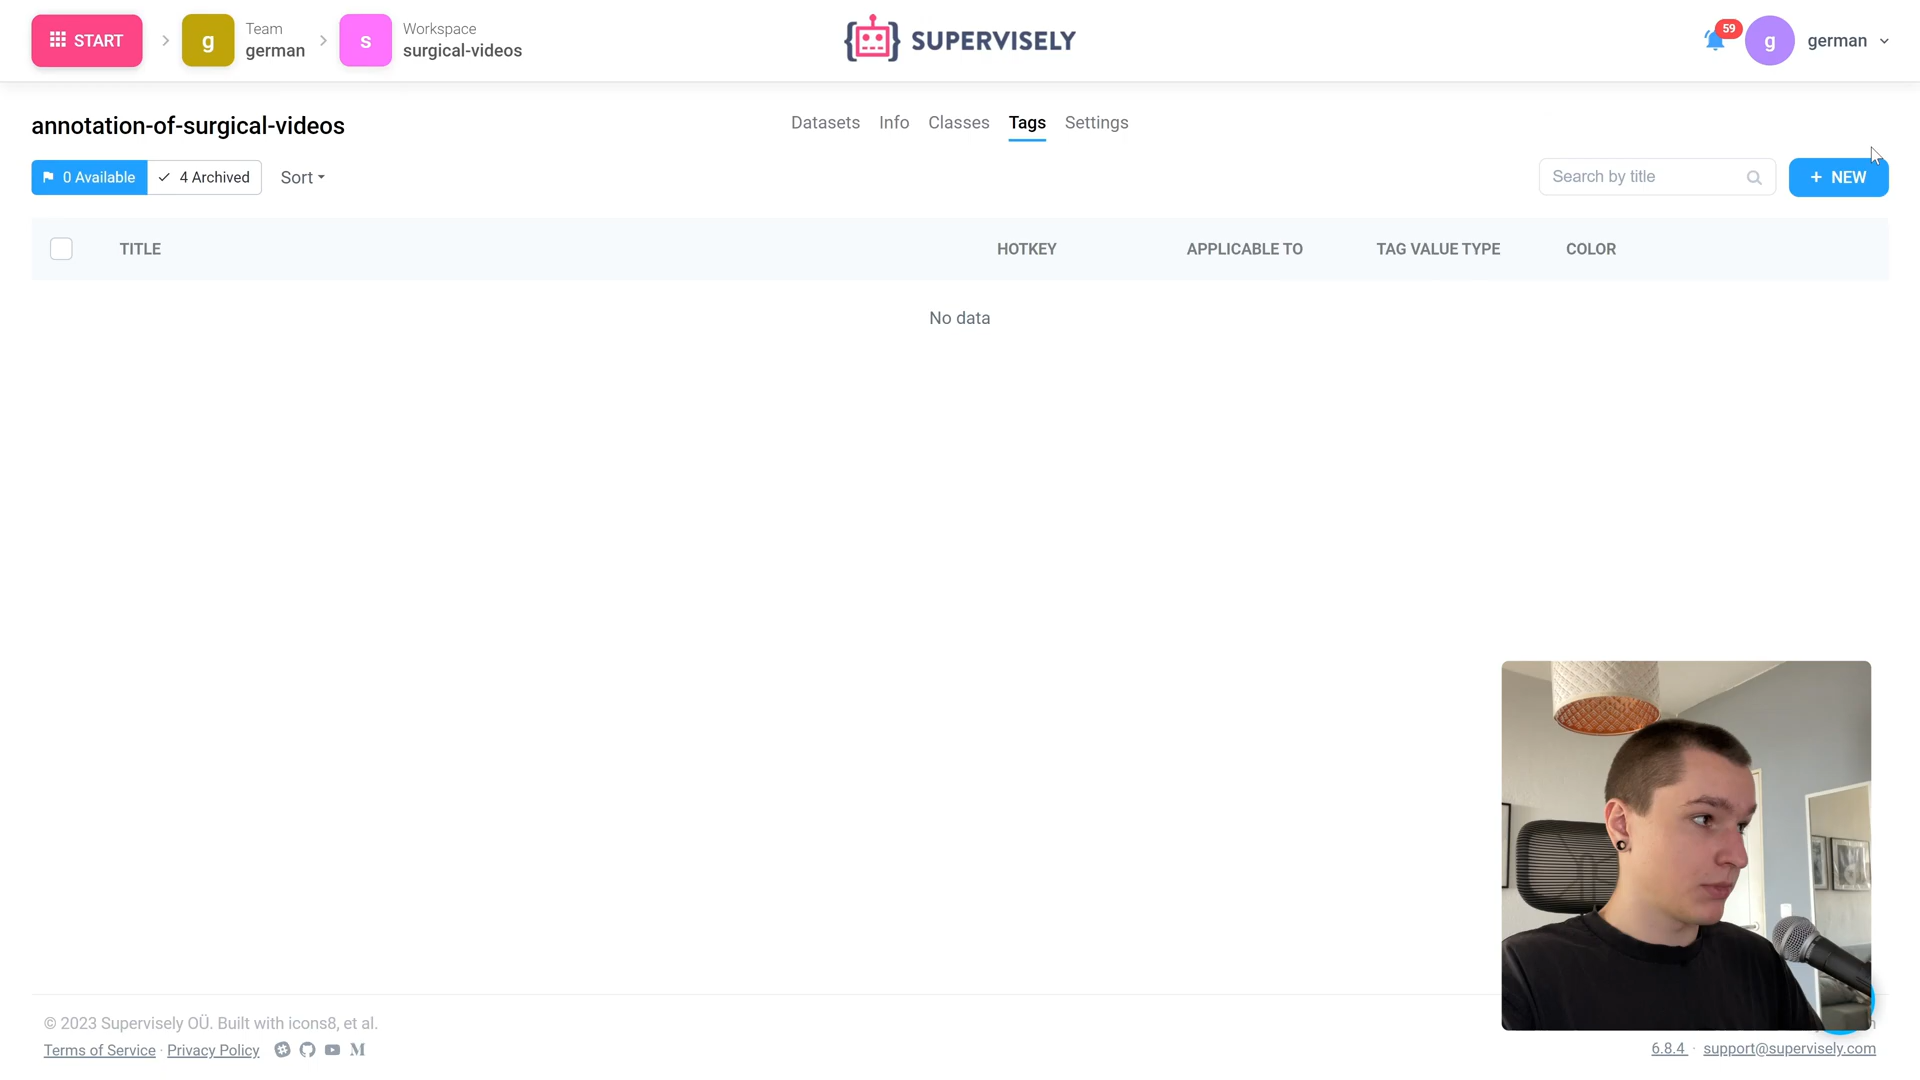 START
g
Team
german
s
Workspace
surgical-videos
SUPERVISELY
59
g
german
annotation-of-surgical-videos
Datasets
Info
Classes
Tags
Settings
0 Available
4 Archived
Sort
Search by title
+ NEW
TITLE
HOTKEY
APPLICABLE TO
TAG VALUE TYPE
COLOR
No data
© 2023 Supervisely OÜ. Built with icons8, et al.
Terms of Service · Privacy Policy
6.8.4 · support@supervisely.com